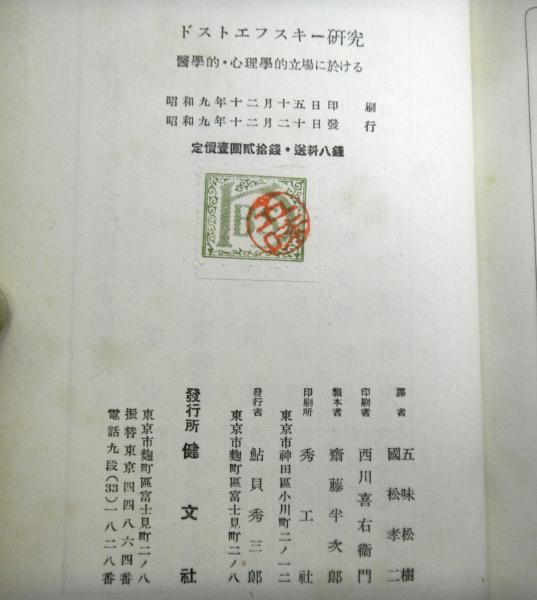 ドストエフスキー硏究
醫學的・心理學的立場に於ける
昭和九年十二月十五日印刷
昭和九年十二月二十日發行
定價壹圓貳拾錢・送料八錢
譯者 五味松樹
國松孝二
印刷者 西川喜右衞門
製本者 齋藤半次郎
印刷所 秀工社
東京市神田區小川町二ノ一二
發行者 鮎貝秀三郎
東京市麴町區富士見町二ノ八
發行所 健文社
東京市麴町區富士見町二ノ八
振替東京四四八六四番
電話九段(33)一八二八番